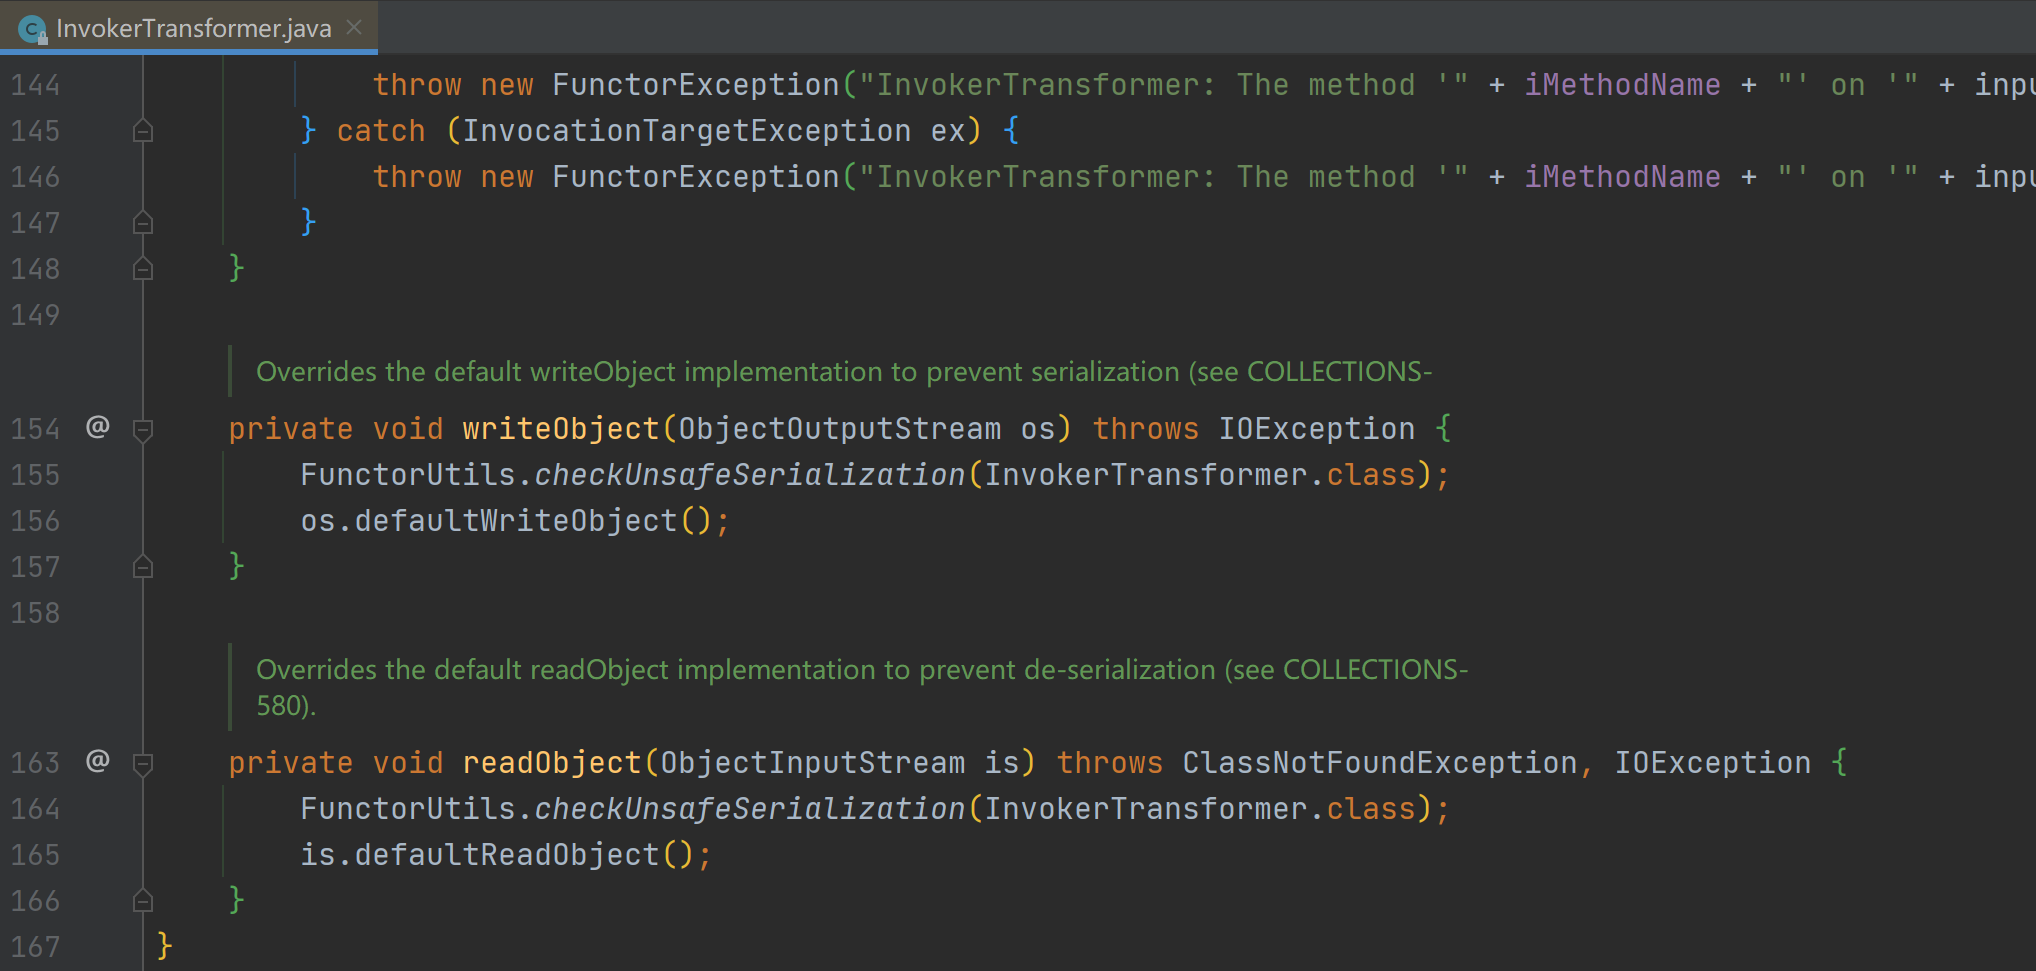 InvokerTransformer.java
144 throw new FunctorException("InvokerTransformer: The method '" + iMethodName + "' on '" + inpu
145 } catch (InvocationTargetException ex) {
146 throw new FunctorException("InvokerTransformer: The method '" + iMethodName + "' on '" + inpu
147 }
148 }
149
Overrides the default writeObject implementation to prevent serialization (see COLLECTIONS-
154 @ private void writeObject(ObjectOutputStream os) throws IOException {
155 FunctorUtils.checkUnsafeSerialization(InvokerTransformer.class);
156 os.defaultWriteObject();
157 }
158
Overrides the default readObject implementation to prevent de-serialization (see COLLECTIONS-
580).
163 @ private void readObject(ObjectInputStream is) throws ClassNotFoundException, IOException {
164 FunctorUtils.checkUnsafeSerialization(InvokerTransformer.class);
165 is.defaultReadObject();
166 }
167 }